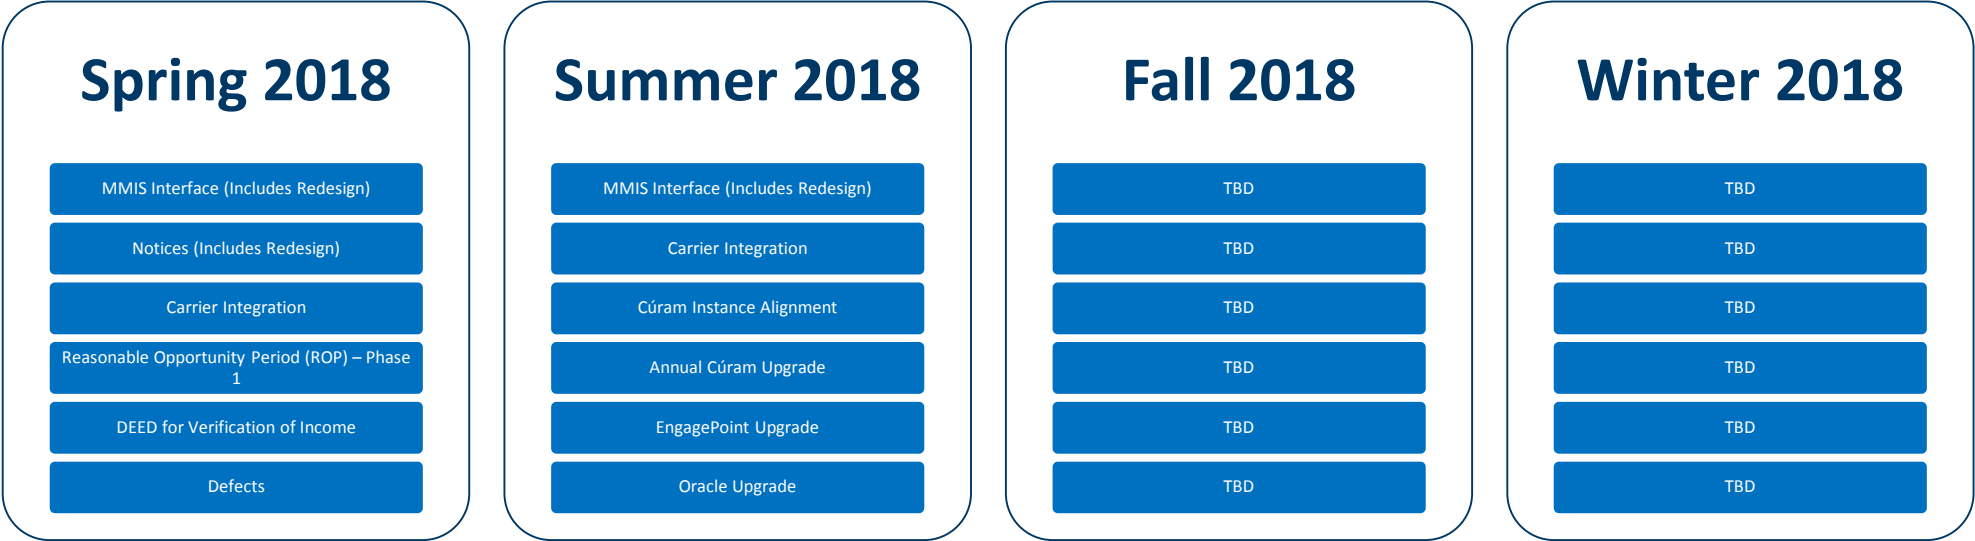 Spring 2018
MMIS Interface (Includes Redesign)
Notices (Includes Redesign)
Carrier Integration
Reasonable Opportunity Period (ROP) – Phase
1
DEED for Verification of Income
Defects
Summer 2018
MMIS Interface (Includes Redesign)
Carrier Integration
Cúram Instance Alignment
Annual Cúram Upgrade
EngagePoint Upgrade
Oracle Upgrade
Fall 2018
TBD
TBD
TBD
TBD
TBD
TBD
Winter 2018
TBD
TBD
TBD
TBD
TBD
TBD